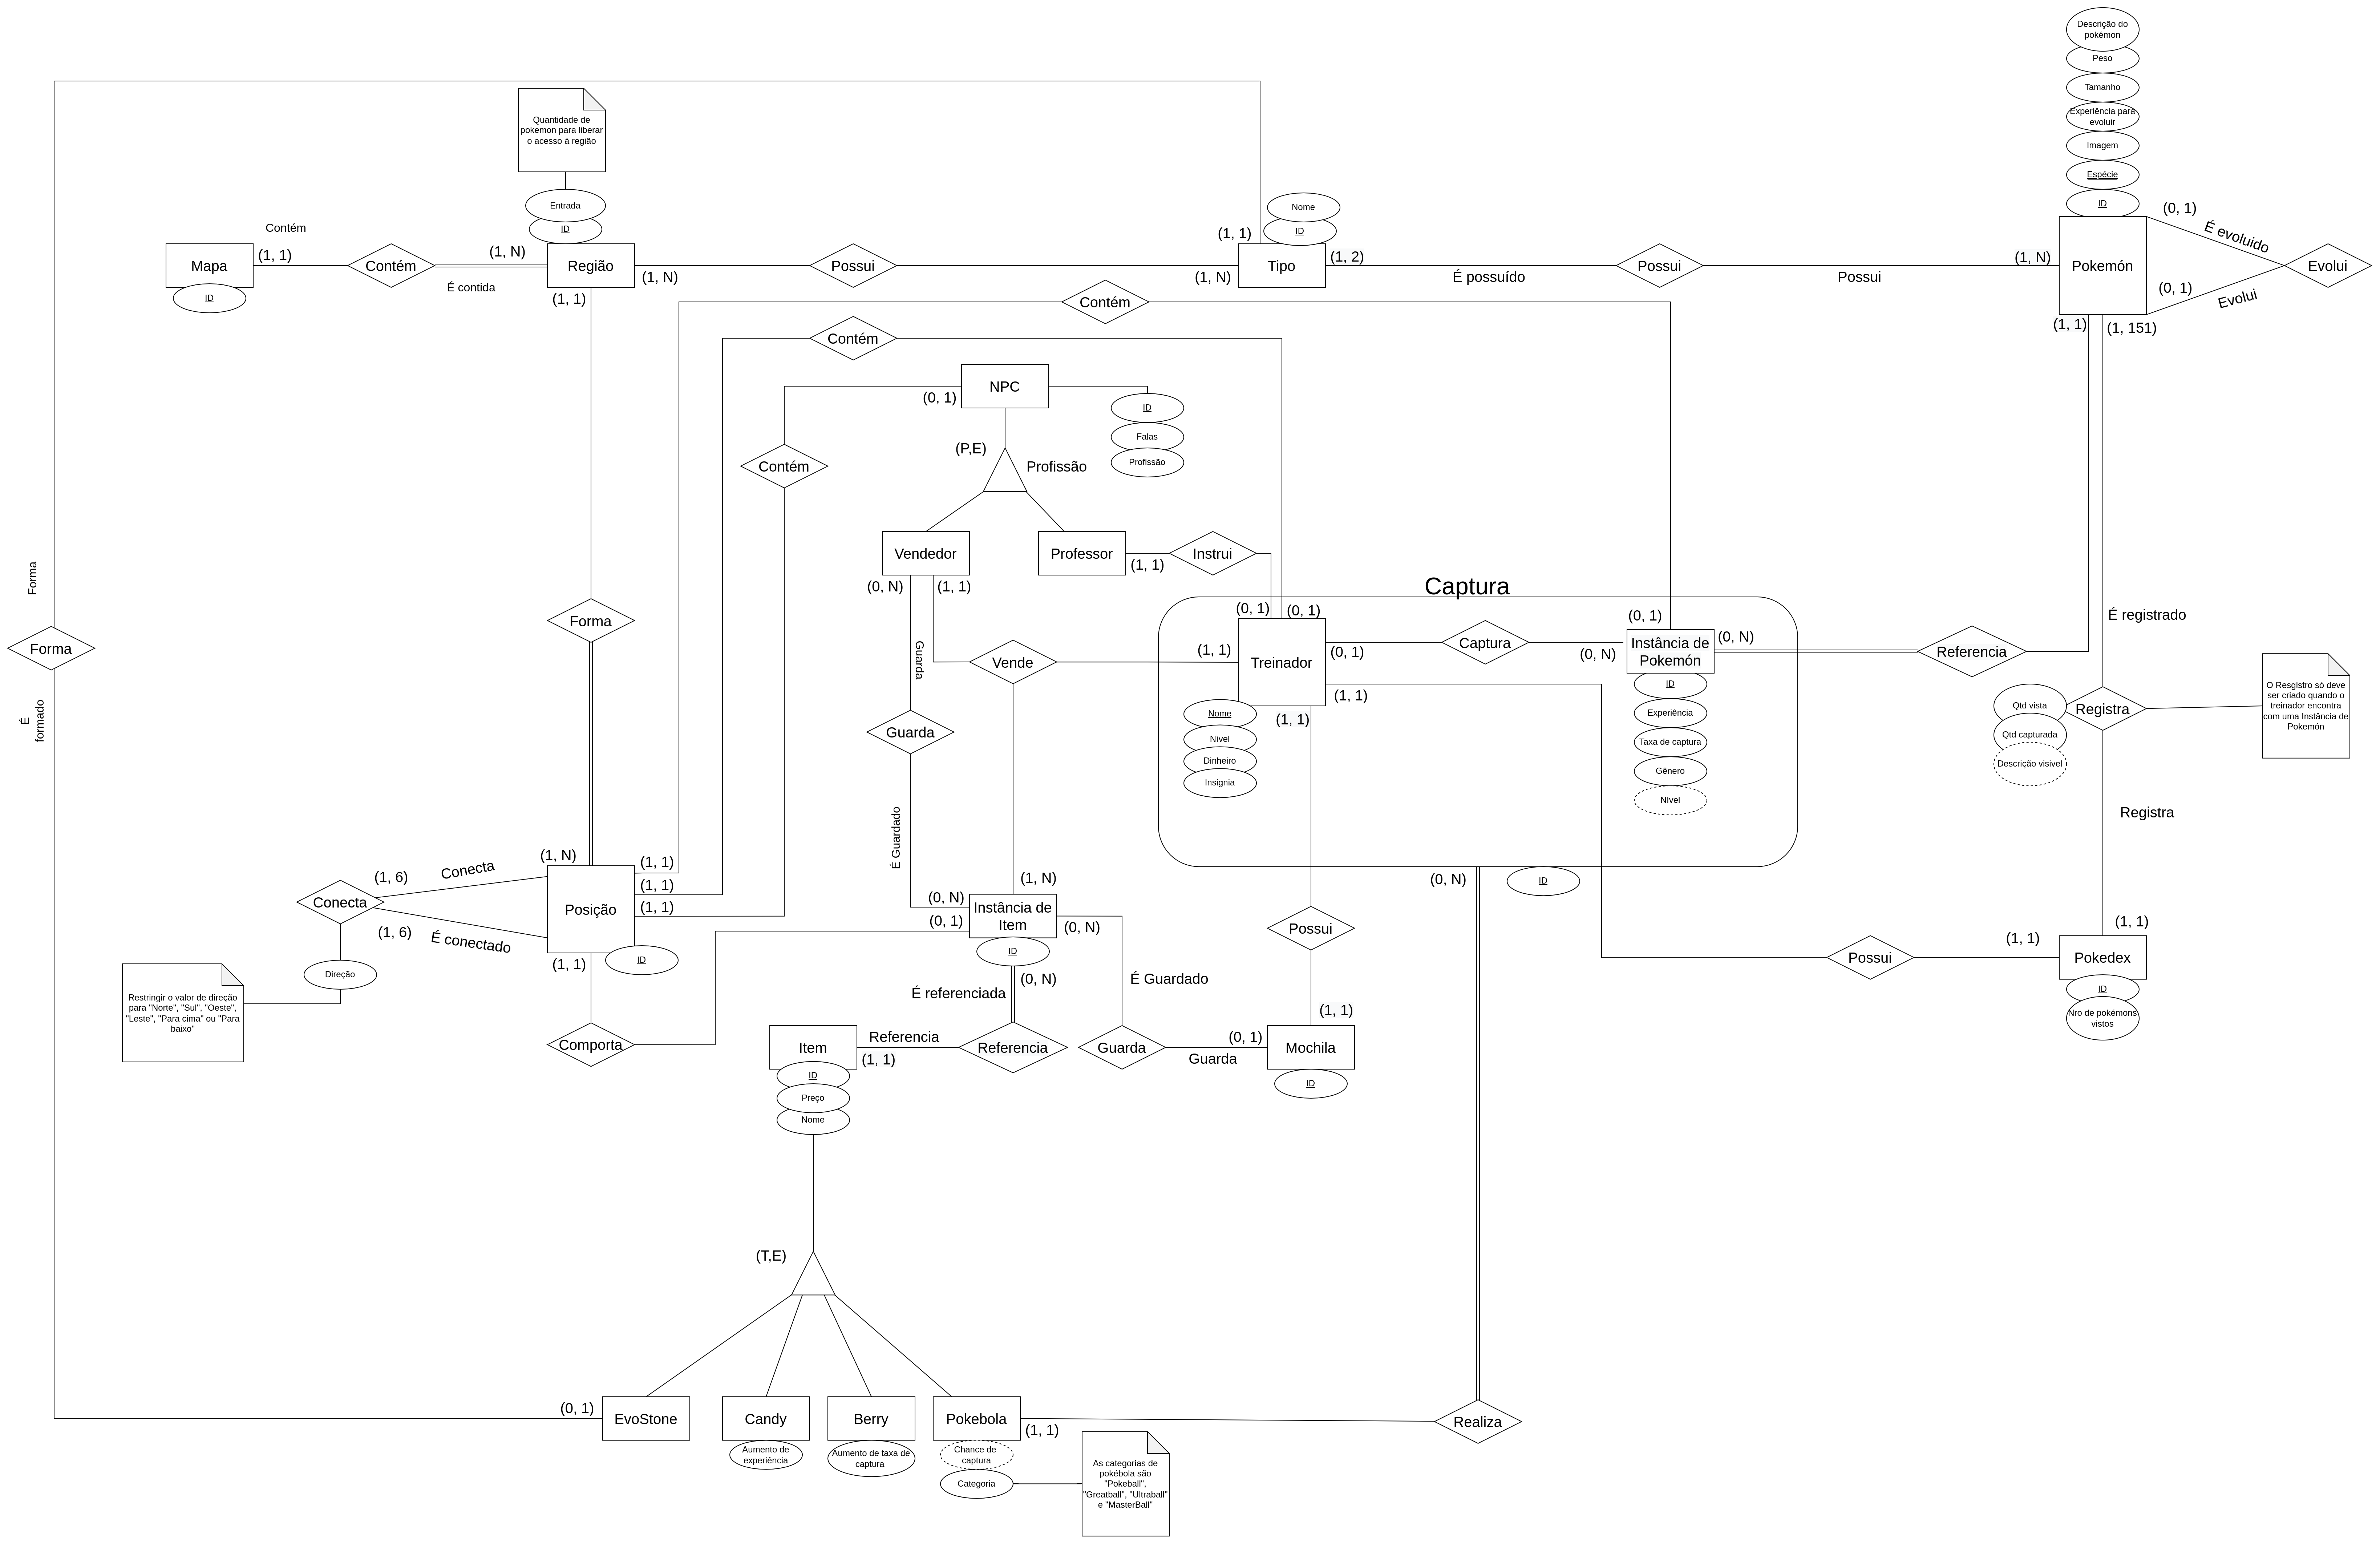 Descrição do
pokémon
Peso
Tamanho
Experiência para
evoluir
Imagem
Espécie
ID
Quantidade de
pokemon para liberar
o acesso à região
Entrada
ID
Nome
ID
Contém
Mapa
(1, 1)
Contém
(1, N)
É contida
Região
(1, N)
(1, 1)
ID
Possui
(1, N)
(1, 1)
Tipo
(1, 2)
É possuído
Possui
Possui
(1, N)
Pokemón
(0, 1)
É evoluido
Evolui
(0, 1)
Evolui
(1, 1)
(1, 151)
Contém
Contém
NPC
(0, 1)
ID
Falas
Profissão
(P,E)
Profissão
Contém
Vendedor
Professor
(1, 1)
Instrui
(0, N)
(1, 1)
Captura
(0, 1)
(0, 1)
(0, 1)
Forma
Forma
É
formado
Forma
Guarda
Vende
(1, 1)
Treinador
(0, 1)
Captura
(0, N)
Instância de
Pokemón
(0, N)
Referencia
É registrado
(1, 1)
(1, 1)
Nome
Nível
Dinheiro
Insignia
ID
Experiência
Taxa de captura
Gênero
Nível
Qtd vista
Qtd capturada
Descrição visivel
Registra
O Resgistro só deve
ser criado quando o
treinador encontra
com uma Instância de
Pokemón
Guarda
É Guardado
Registra
(1, N)
(1, 1)
(1, 1)
(1, 1)
Conecta
(1, 6)
Conecta
(1, 6)
É conectado
Posição
ID
(1, 1)
Direção
Restringir o valor de direção
para "Norte", "Sul", "Oeste",
"Leste", "Para cima" ou "Para
baixo"
(1, N)
(0, N)
(0, 1)
Instância de
Item
(0, N)
ID
(0, N)
É referenciada
É Guardado
Possui
(0, N)
ID
(1, 1)
Possui
(1, 1)
(1, 1)
Pokedex
ID
Nro de pokémons
vistos
Comporta
Item
Referencia
(1, 1)
Referencia
Guarda
(0, 1)
Guarda
Mochila
ID
ID
Preço
Nome
(T,E)
(0, 1)
EvoStone
Candy
Berry
Pokebola
(1, 1)
Realiza
Aumento de
experiência
Aumento de taxa de
captura
Chance de
captura
Categoria
As categorias de
pokébola são
"Pokeball",
"Greatball", "Ultraball"
e "MasterBall"